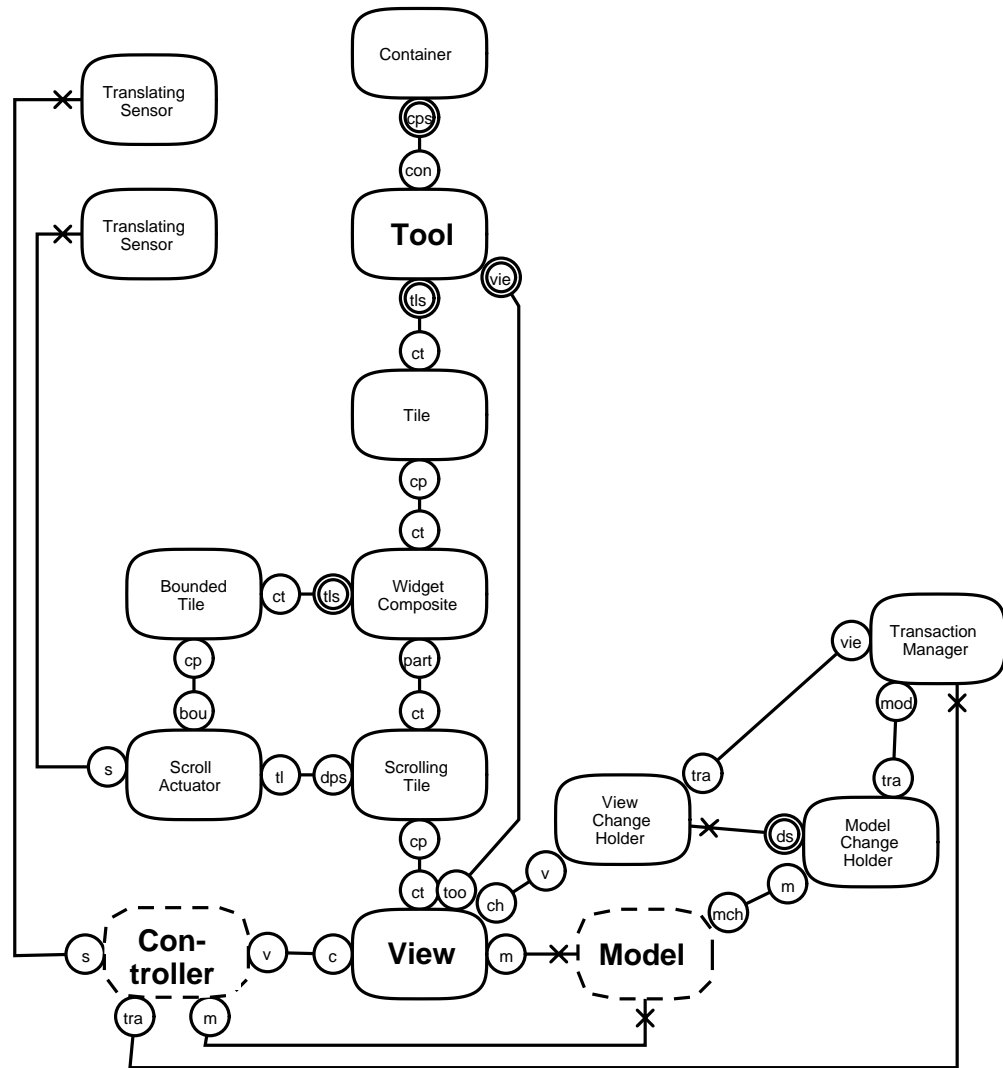 Container
Translating
Sensor
cps
con
Translating
Sensor
Tool
vie
tls
ct
Tile
cp
ct
Bounded
Tile
ct
tls
Widget
Composite
Transaction
Manager
vie
cp
part
mod
bou
ct
s
Scroll
Actuator
tl
dps
Scrolling
Tile
tra
tra
View
Change
Holder
ds
Model
Change
Holder
cp
v
m
ct
too
ch
mch
s
Con-
troller
v
c
View
m
Model
tra
m